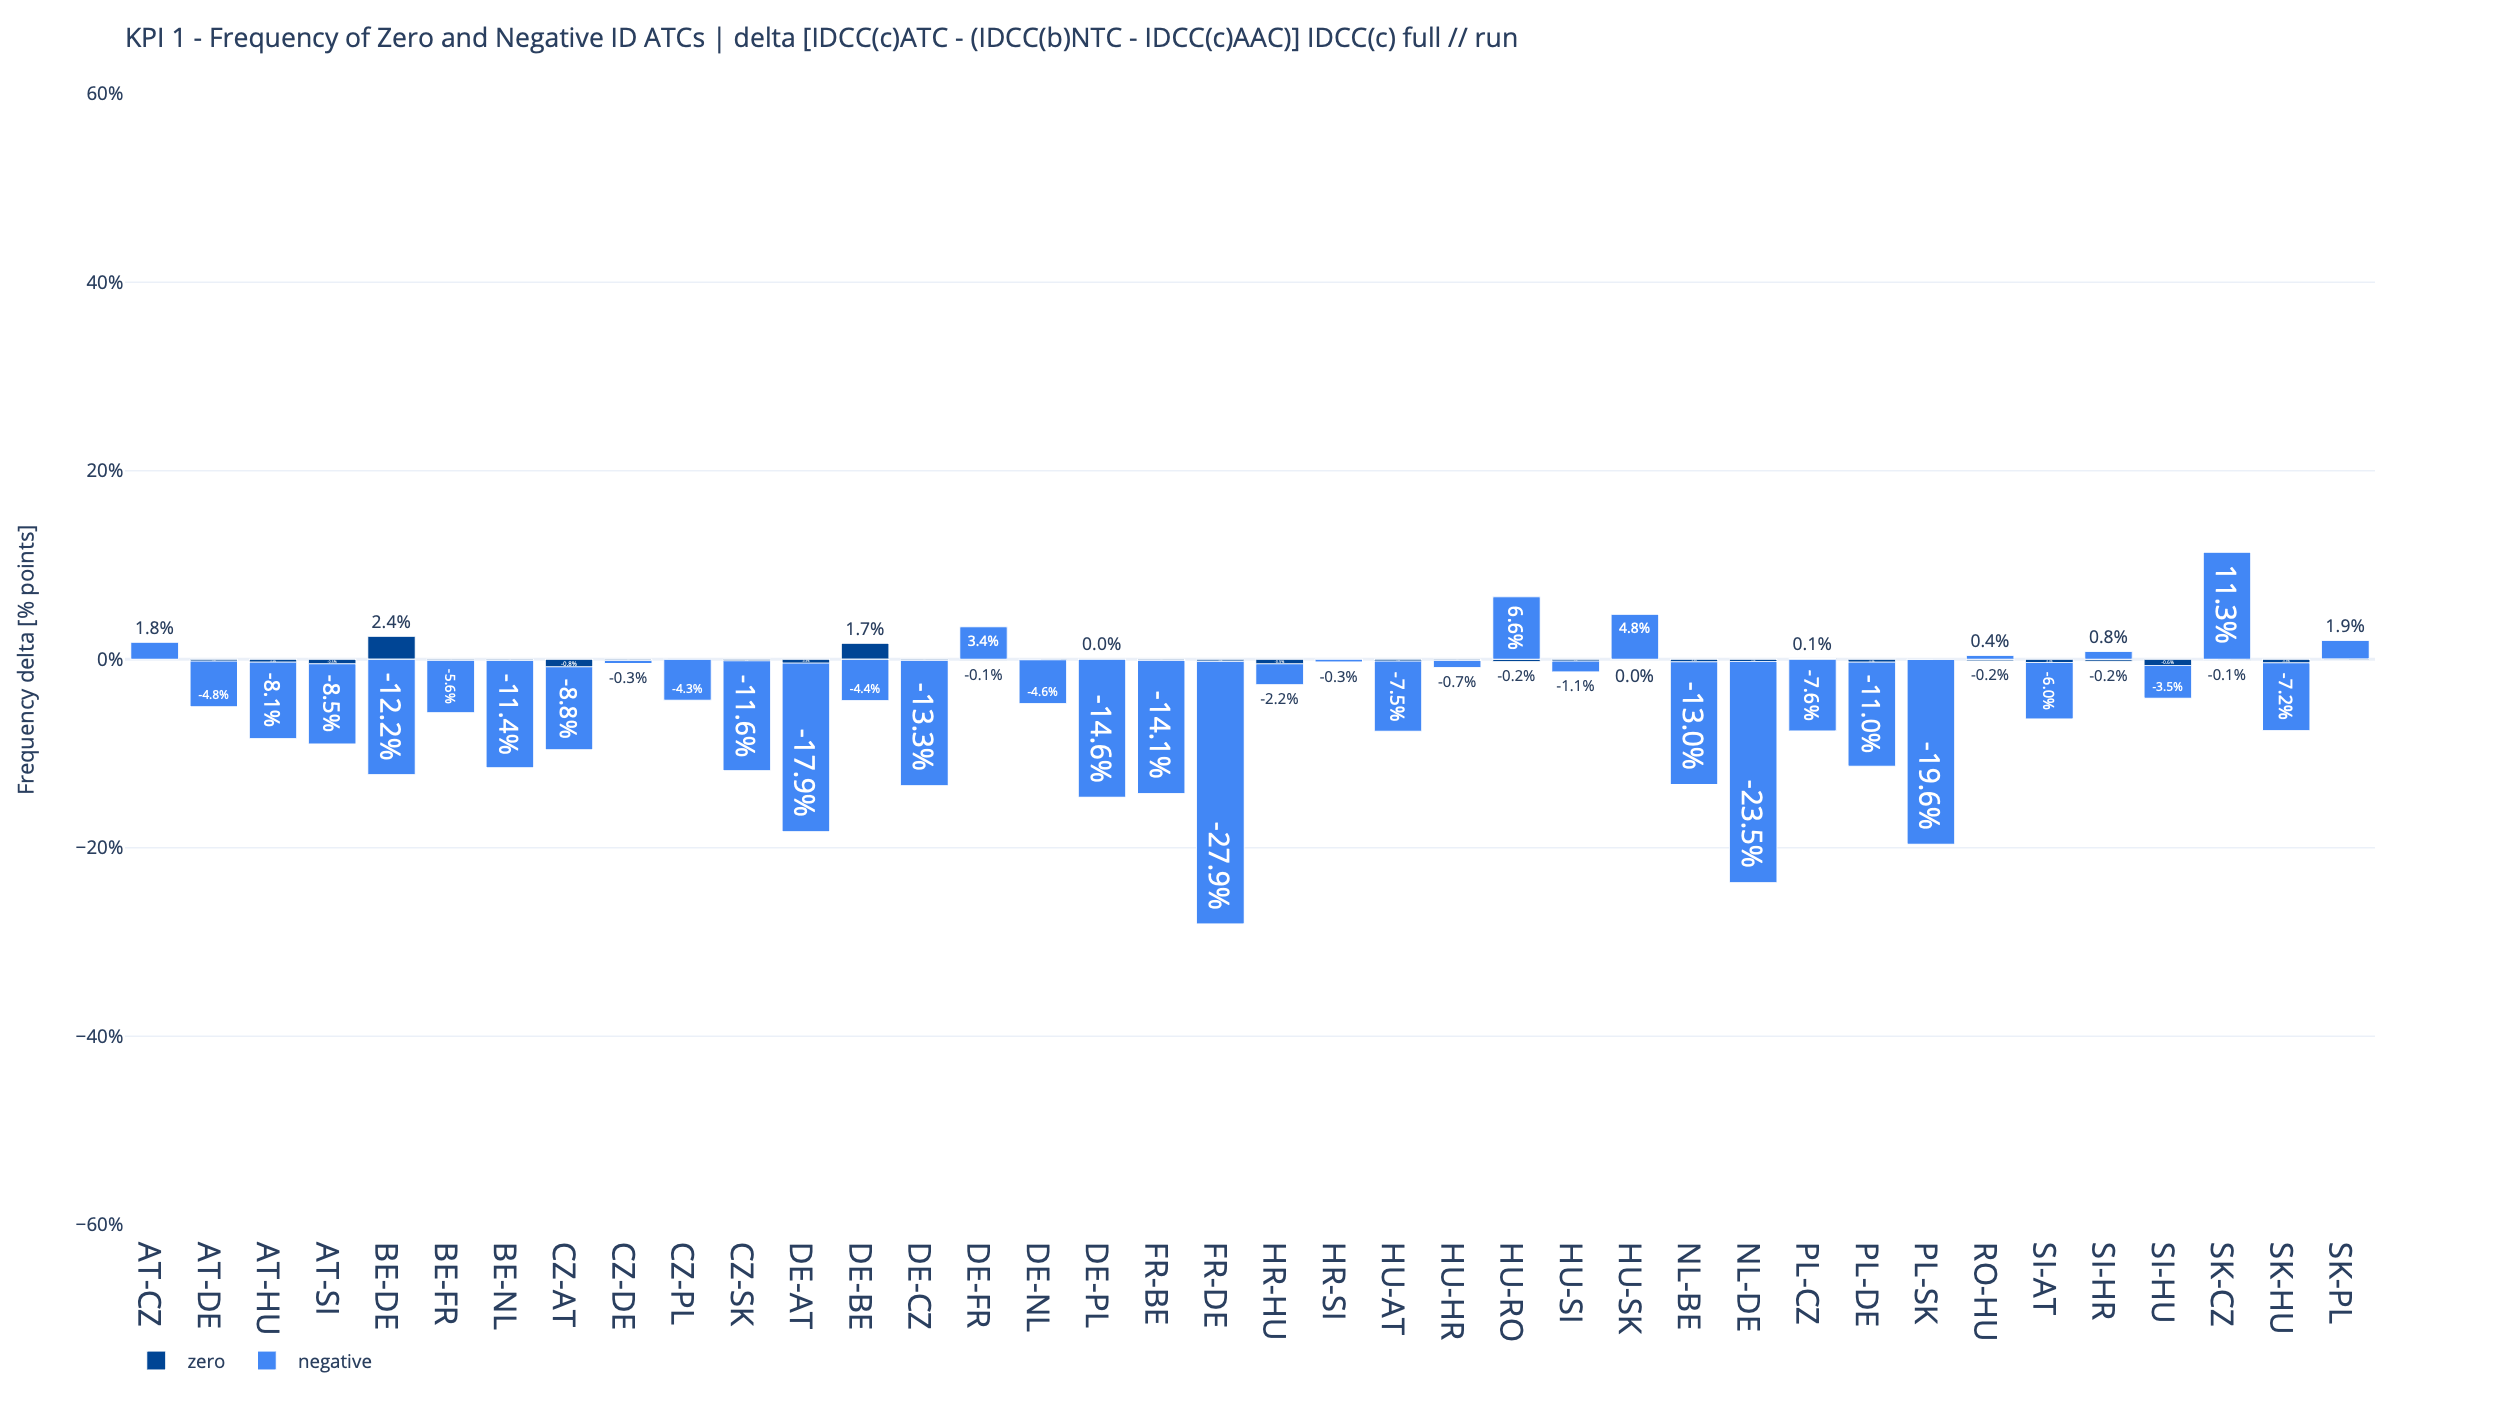 KPI 1 - Frequency of Zero and Negative ID ATCs | delta [IDCC(c)ATC - (IDCC(b)NTC - IDCC(c)AAC)] IDCC(c) full // run
Frequency delta [% points]
60%
40%
20%
0%
−20%
−40%
−60%
1.8%
-4.8%
-8.1%
-8.5%
2.4%
-12.2%
-5.6%
-11.4%
-0.8%
-8.8%
-0.3%
-4.3%
-11.6%
-17.9%
1.7%
-4.4%
-13.3%
3.4%
-0.1%
-4.6%
0.0%
-14.6%
-14.1%
-27.9%
-2.2%
-0.3%
-7.5%
-0.7%
6.6%
-0.2%
-1.1%
4.8%
0.0%
-13.0%
-23.5%
0.1%
-7.6%
-11.0%
-19.6%
0.4%
-0.2%
-6.0%
0.8%
-0.2%
-0.6%
-3.5%
11.3%
-0.1%
-7.2%
1.9%
AT-CZ
AT-DE
AT-HU
AT-SI
BE-DE
BE-FR
BE-NL
CZ-AT
CZ-DE
CZ-PL
CZ-SK
DE-AT
DE-BE
DE-CZ
DE-FR
DE-NL
DE-PL
FR-BE
FR-DE
HR-HU
HR-SI
HU-AT
HU-HR
HU-RO
HU-SI
HU-SK
NL-BE
NL-DE
PL-CZ
PL-DE
PL-SK
RO-HU
SI-AT
SI-HR
SI-HU
SK-CZ
SK-HU
SK-PL
zero
negative